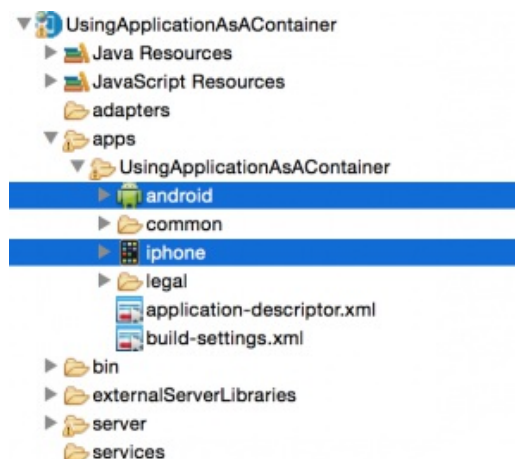 UsingApplicationAsAContainer
Java Resources
JavaScript Resources
adapters
apps
UsingApplicationAsAContainer
android
common
iphone
legal
application-descriptor.xml
build-settings.xml
bin
externalServerLibraries
server
services